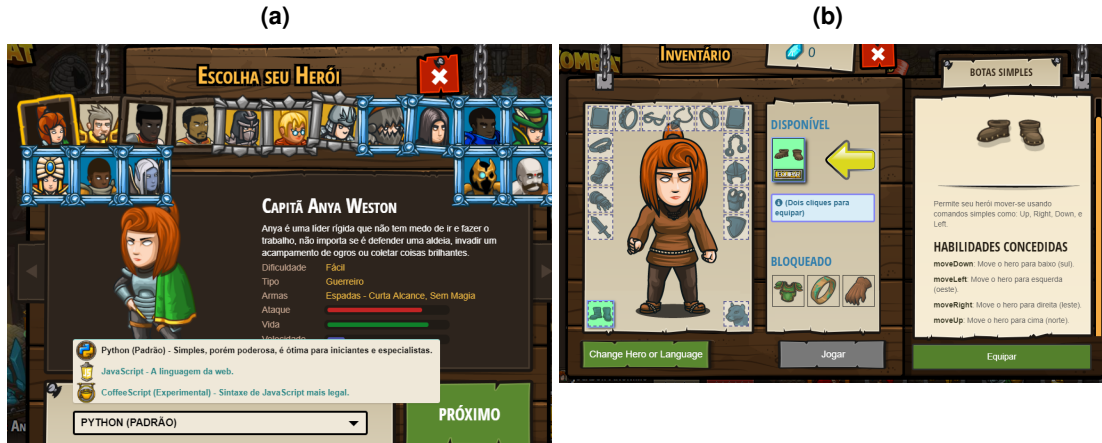 (a)
AT
ESCOLHA SEU HERÓI
CAPITÃ ANYA WESTON
Anya é uma líder rígida que não tem medo de ir e fazer o
trabalho, não importa se é defender uma aldeia, invadir um
acampamento de ogros ou coletar coisas brilhantes.
Dificuldade Fácil
Tipo Guerreiro
Armas Espadas - Curta Alcance, Sem Magia
Ataque
Vida
Velocidade
Python (Padrão) - Simples, porém poderosa, é ótima para iniciantes e especialistas.
JavaScript - A linguagem da web.
CoffeeScript (Experimental) - Sintaxe de JavaScript mais legal.
PYTHON (PADRÃO)
PRÓXIMO
AN
(b)
OMB
INVENTÁRIO
0
DISPONÍVEL
(Dois cliques para
equipar)
BLOQUEADO
Change Hero or Language
Jogar
BOTAS SIMPLES
Permite seu herói mover-se usando
comandos simples como: Up, Right, Down, e
Left.
HABILIDADES CONCEDIDAS
moveDown: Move o hero para baixo (sul).
moveLeft: Move o hero para esquerda
(oeste).
moveRight: Move o hero para direita (leste).
moveUp: Move o hero para cima (norte).
Equipar